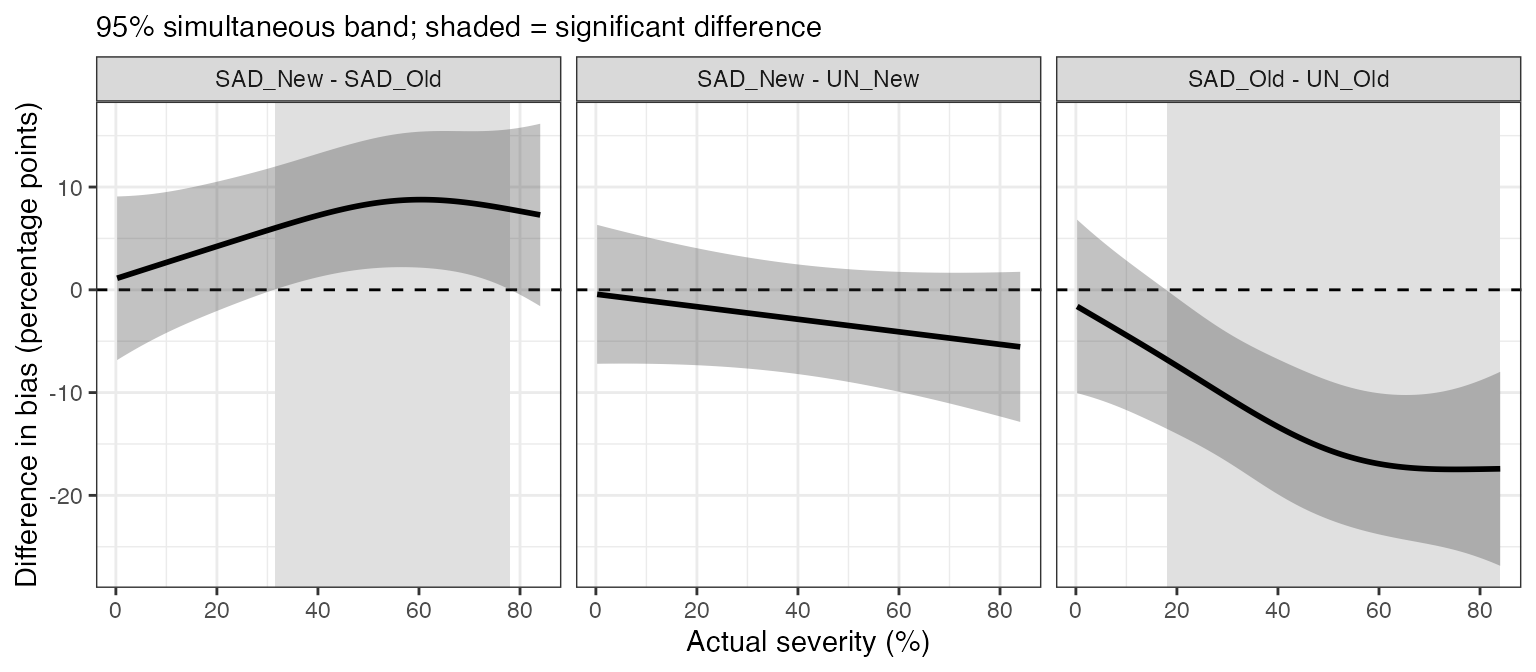 95% simultaneous band; shaded = significant difference
SAD_New - SAD_Old
SAD_New - UN_New
SAD_Old - UN_Old
Difference in bias (percentage points)
10
0
-10
-20
0 20 40 60 80
0 20 40 60 80
0 20 40 60 80
Actual severity (%)